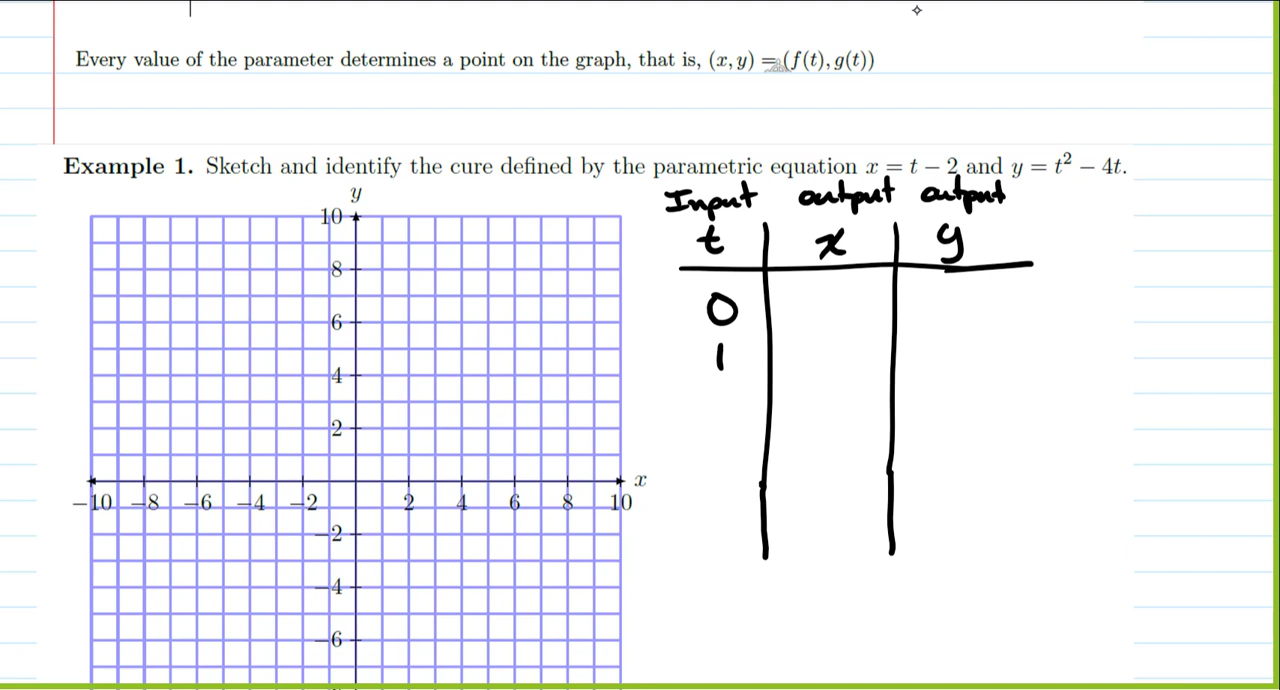 Every value of the parameter determines a point on the graph, that is, (x, y) = (f(t), g(t))
Example 1. Sketch and identify the cure defined by the parametric equation x = t − 2 and y = t² − 4t.
Input output output
t x y
0
1
y
10
8
6
4
2
−10 −8 −6 −4 −2 2 4 6 8 10 x
−2
−4
−6